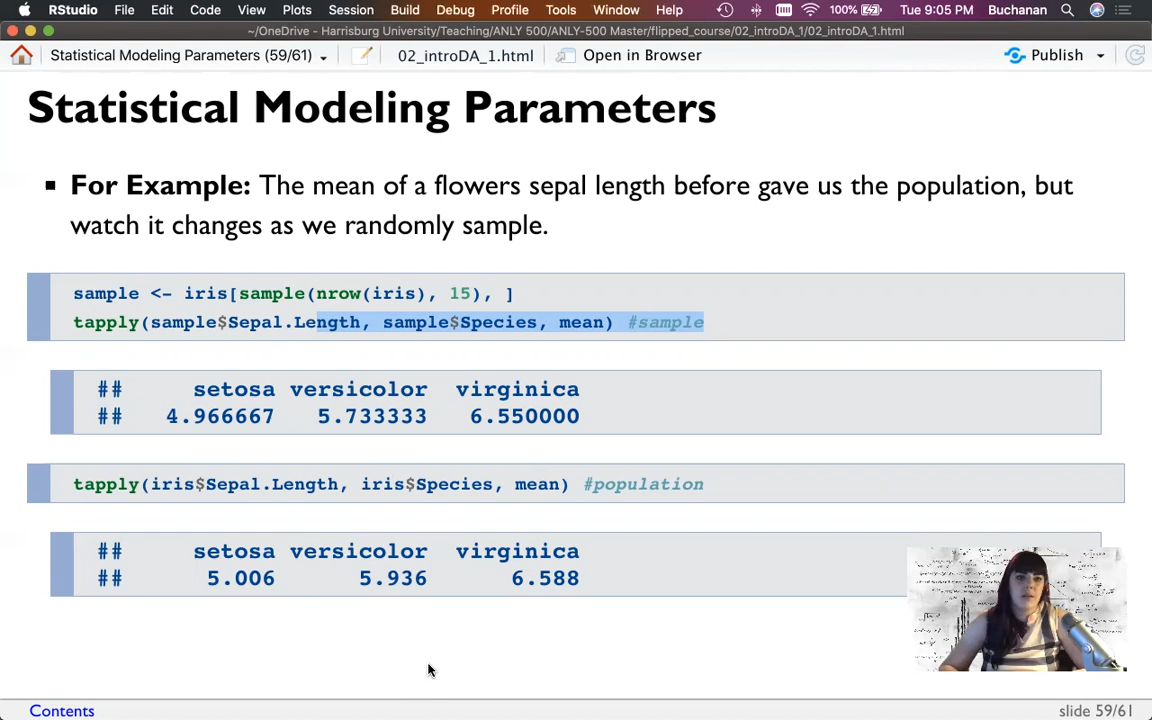 RStudio File Edit Code View Plots Session Build Debug Profile Tools Window Help 100% Tue 9:05 PM Buchanan
~/OneDrive - Harrisburg University/Teaching/ANLY 500/ANLY-500 Master/flipped_course/02_introDA_1/02_introDA_1.html
Statistical Modeling Parameters (59/61) 02_introDA_1.html Open in Browser Publish
Statistical Modeling Parameters
For Example: The mean of a flowers sepal length before gave us the population, but
watch it changes as we randomly sample.
sample <- iris[sample(nrow(iris), 15), ]
tapply(sample$Sepal.Length, sample$Species, mean) #sample
## setosa versicolor virginica
## 4.966667 5.733333 6.550000
tapply(iris$Sepal.Length, iris$Species, mean) #population
## setosa versicolor virginica
## 5.006 5.936 6.588
Contents slide 59/61